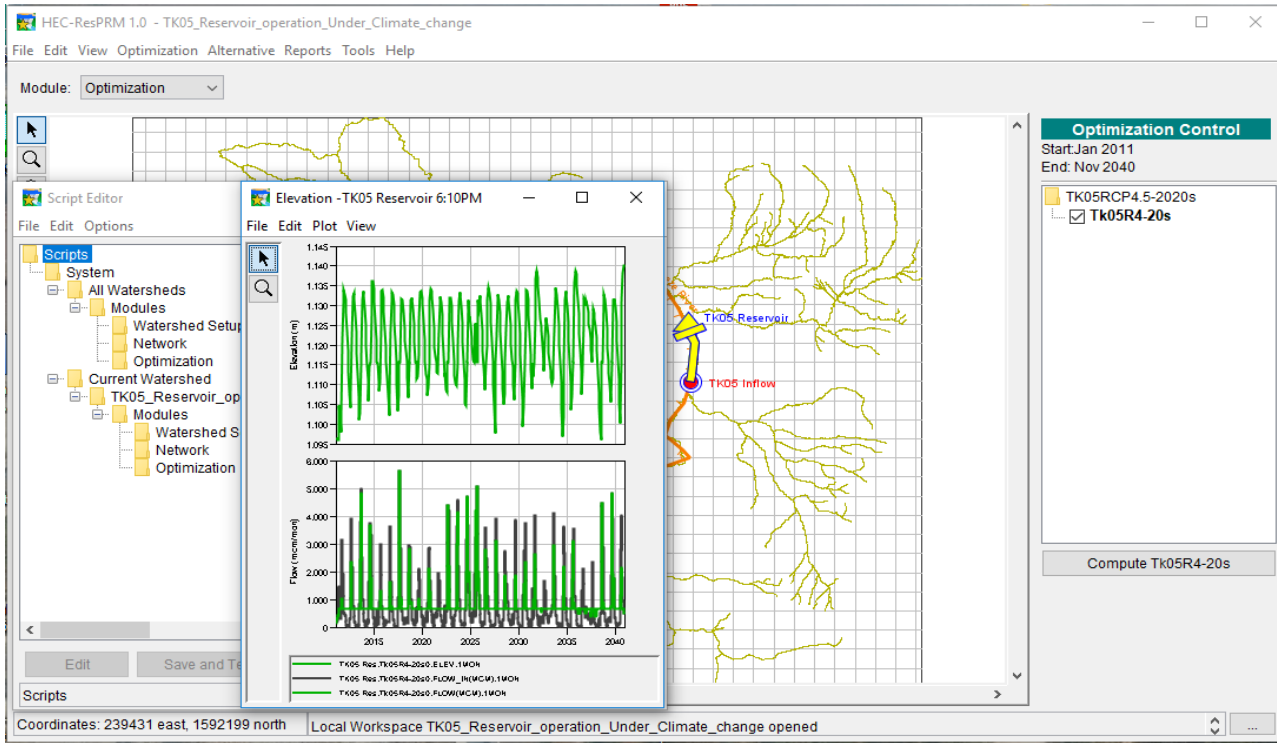 HEC-ResPRM 1.0 - TK05_Reservoir_operation_Under_Climate_change
File Edit View Optimization Alternative Reports Tools Help
Module: Optimization
Optimization Control
Start:Jan 2011
End: Nov 2040
TK05RCP4.5-2020s
Tk05R4-20s
Compute Tk05R4-20s
Script Editor
File Edit Options
Scripts
System
All Watersheds
Modules
Watershed Setup
Network
Optimization
Current Watershed
TK05_Reservoir_op
Modules
Watershed S
Network
Optimization
Edit Save and Te
Scripts
Elevation -TK05 Reservoir 6:10PM
File Edit Plot View
1.145
1.140
1.135
1.130
1.125
1.120
1.115
1.110
1.105
1.100
1.095
Elevation (m)
6.000
5.000
4.000
3.000
2.000
1.000
0
Flow (mcm/mon)
2015 2020 2025 2030 2035 2040
TK05 Res.Tk05R4-20s0.ELEV.1MON
TK05 Res.Tk05R4-20s0.FLOW_IN(MCM).1MON
TK05 Res.Tk05R4-20s0.FLOW(MCM).1MON
TK05 Reservoir
TK05 Inflow
Coordinates: 239431 east, 1592199 north
Local Workspace TK05_Reservoir_operation_Under_Climate_change opened
...